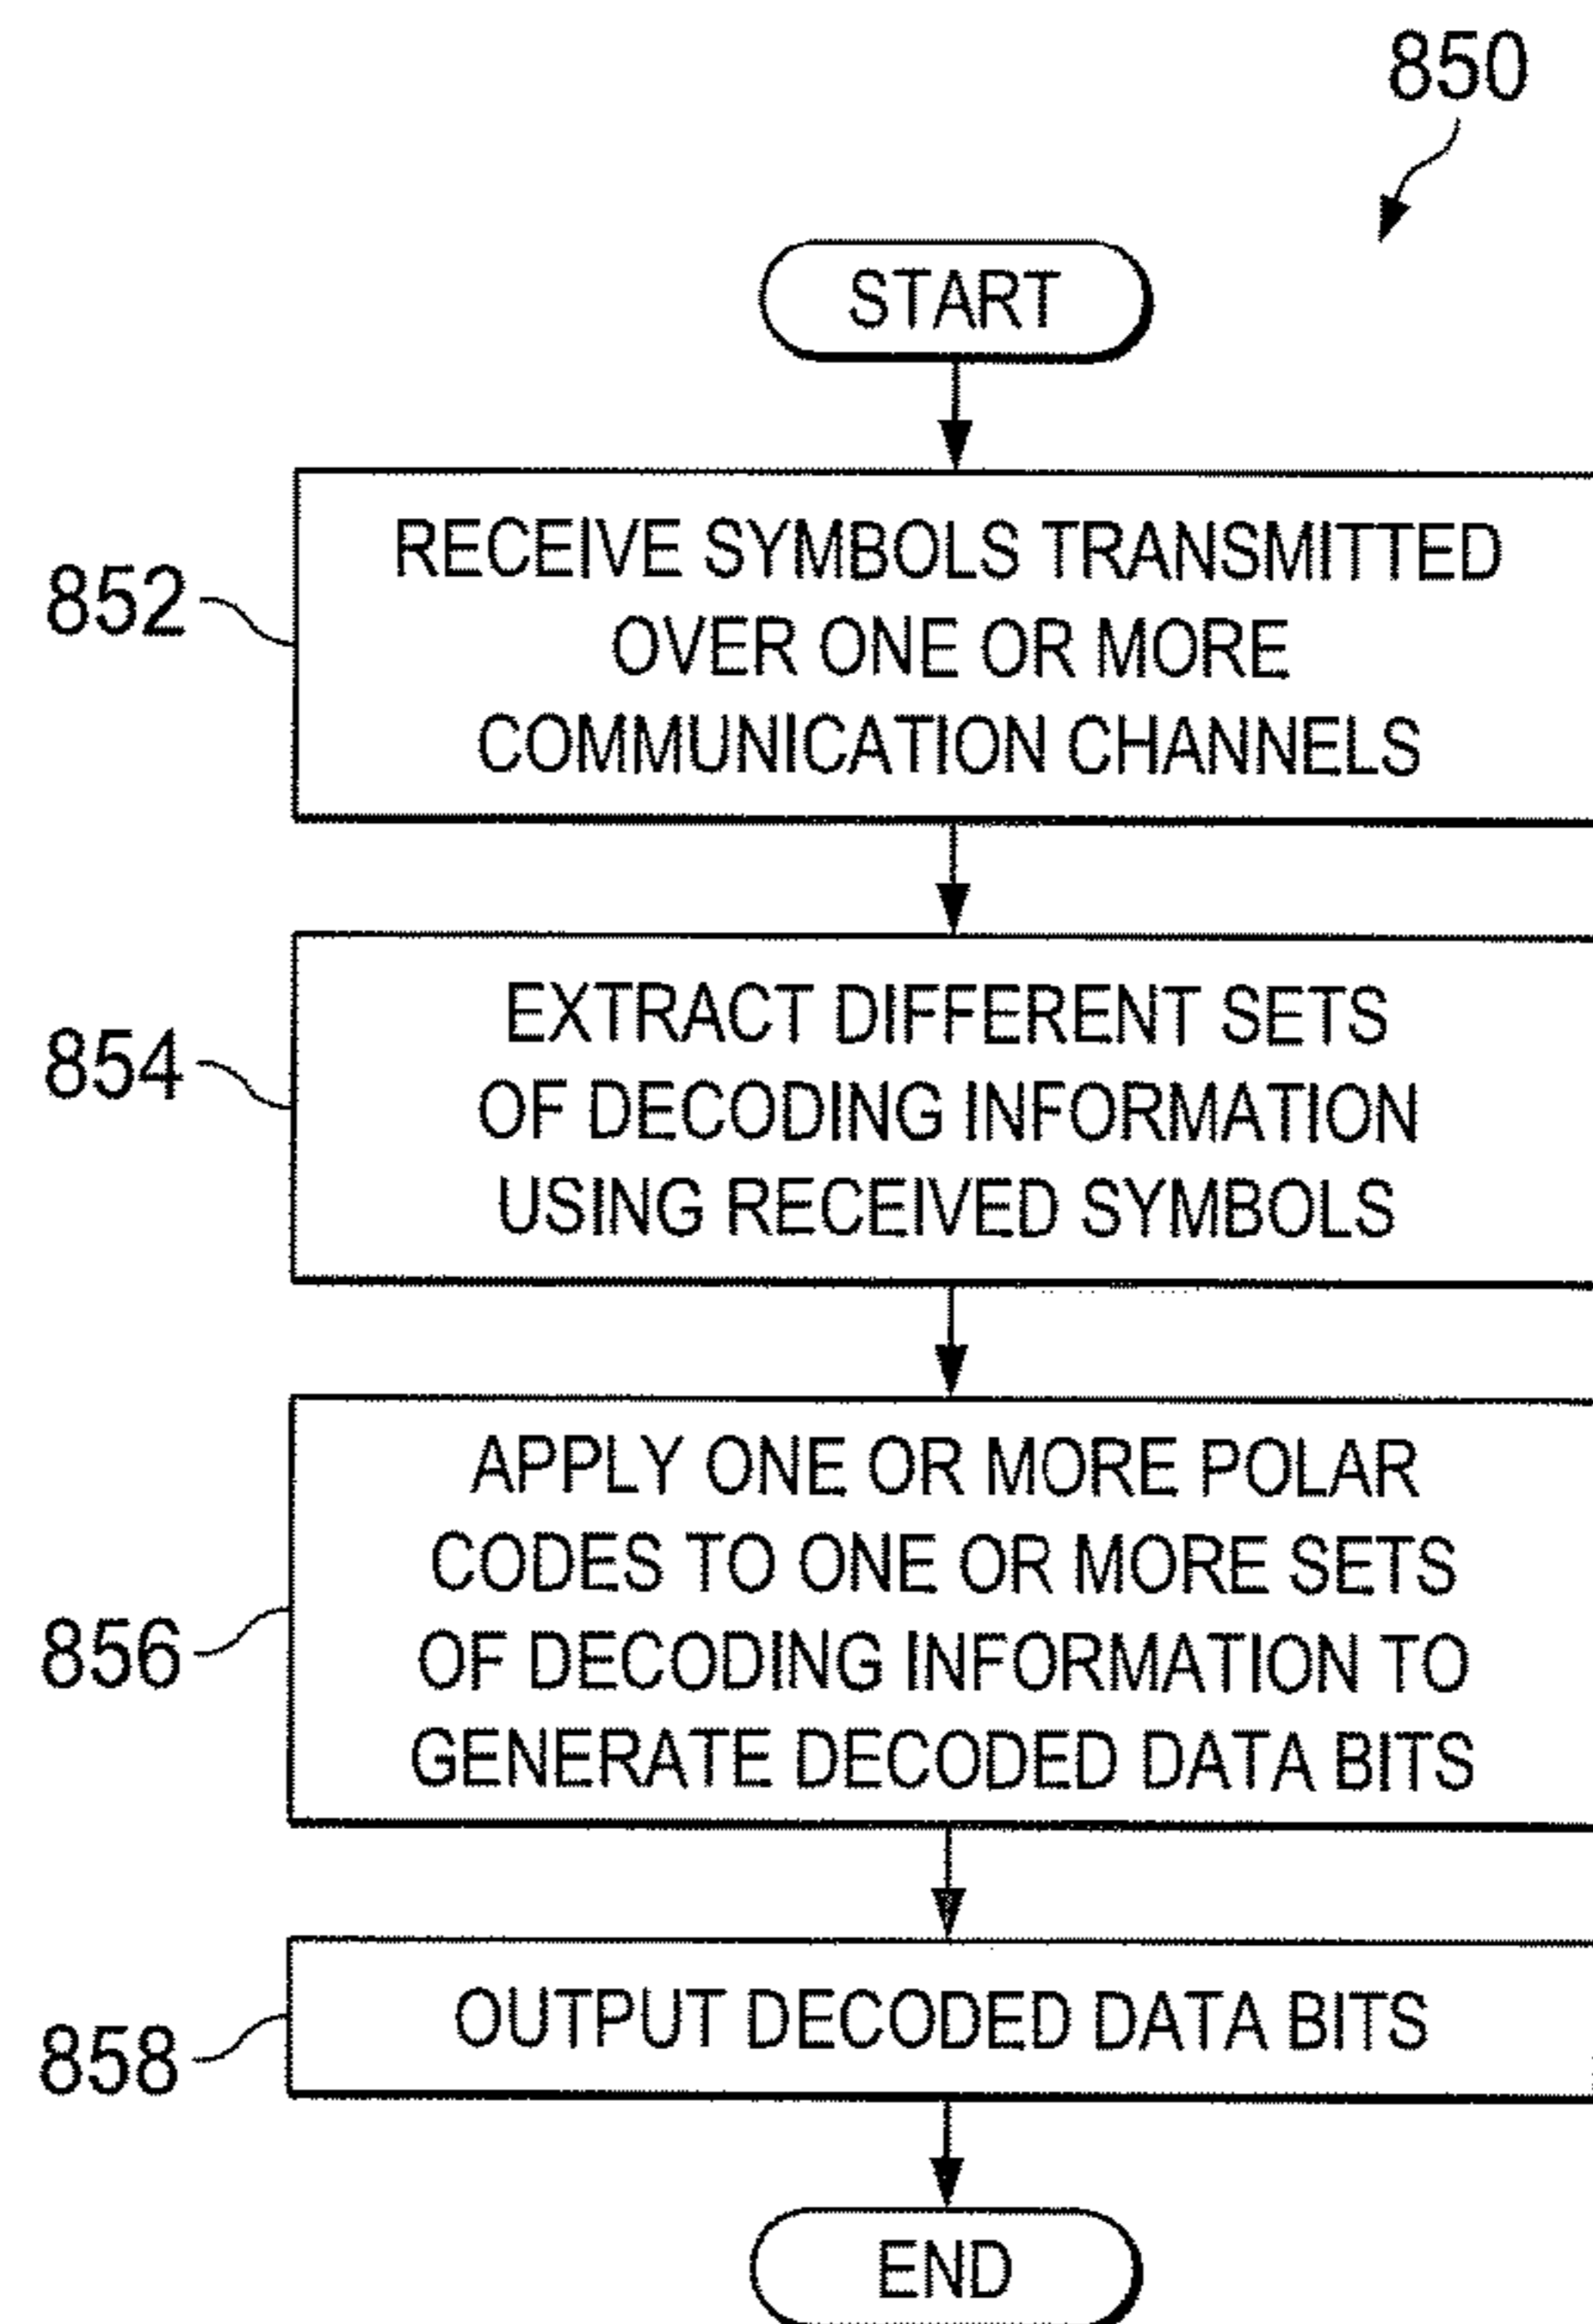 850
START
852
RECEIVE SYMBOLS TRANSMITTED
OVER ONE OR MORE
COMMUNICATION CHANNELS
854
EXTRACT DIFFERENT SETS
OF DECODING INFORMATION
USING RECEIVED SYMBOLS
856
APPLY ONE OR MORE POLAR
CODES TO ONE OR MORE SETS
OF DECODING INFORMATION TO
GENERATE DECODED DATA BITS
858
OUTPUT DECODED DATA BITS
END